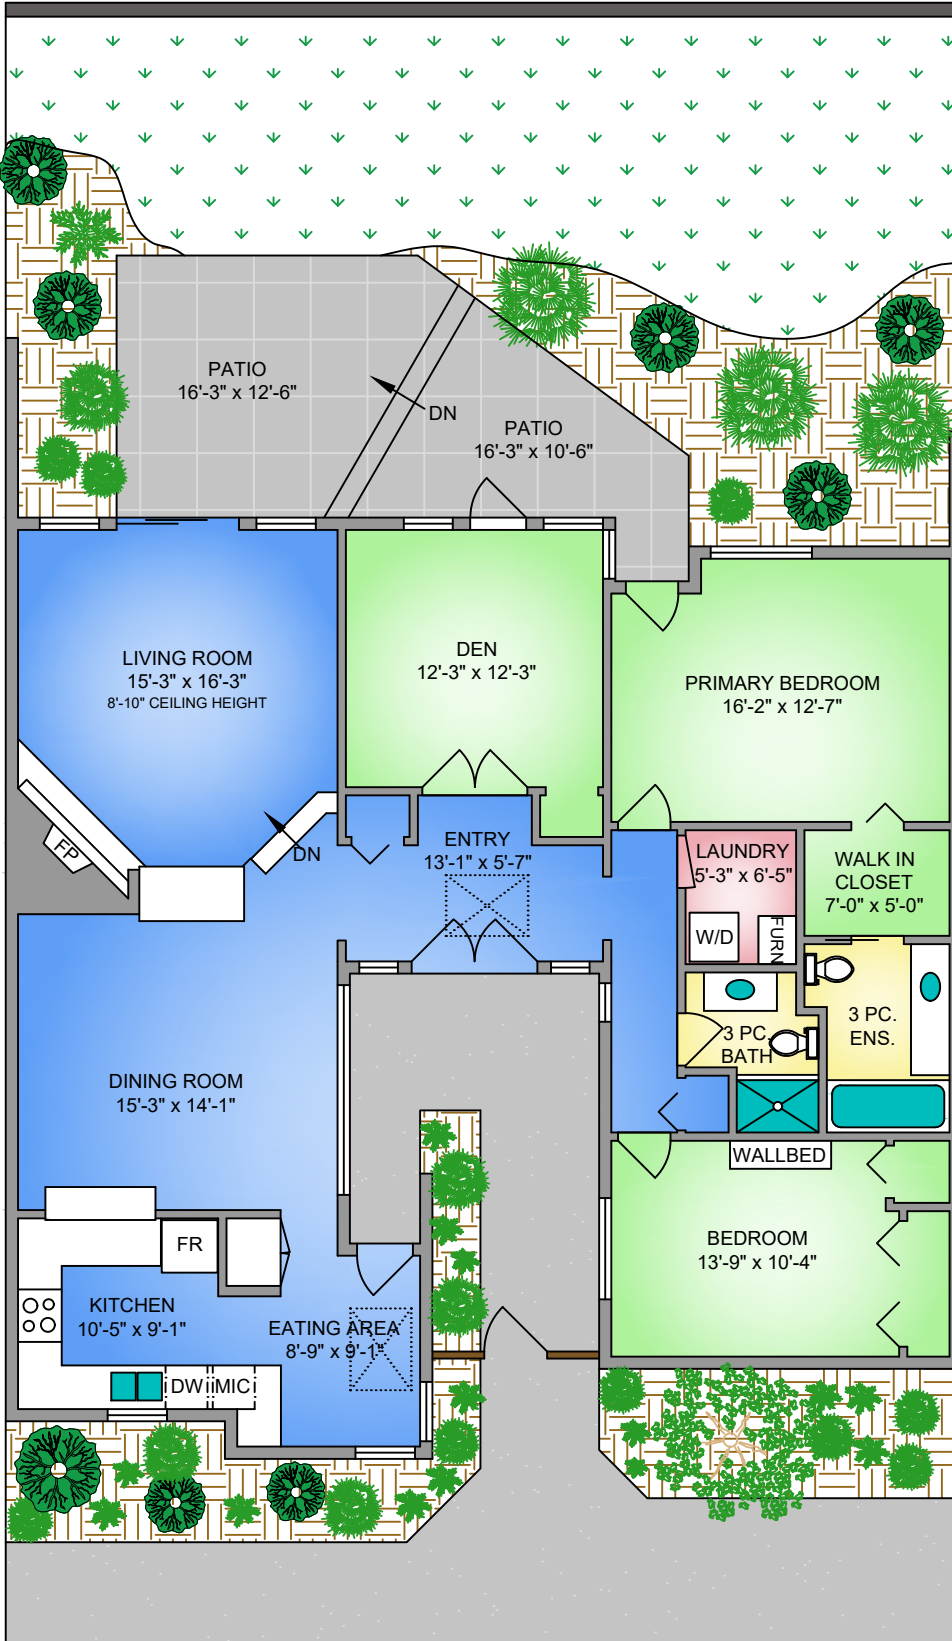 PATIO
16'-3" x 12'-6"
DN
PATIO
16'-3" x 10'-6"
LIVING ROOM
15'-3" x 16'-3"
8'-10" CEILING HEIGHT
DEN
12'-3" x 12'-3"
PRIMARY BEDROOM
16'-2" x 12'-7"
FP
DN
ENTRY
13'-1" x 5'-7"
LAUNDRY
5'-3" x 6'-5"
W/D
FURN
WALK IN
CLOSET
7'-0" x 5'-0"
3 PC.
BATH
3 PC.
ENS.
DINING ROOM
15'-3" x 14'-1"
WALLBED
BEDROOM
13'-9" x 10'-4"
FR
KITCHEN
10'-5" x 9'-1"
EATING AREA
8'-9" x 9'-1"
DW
MIC